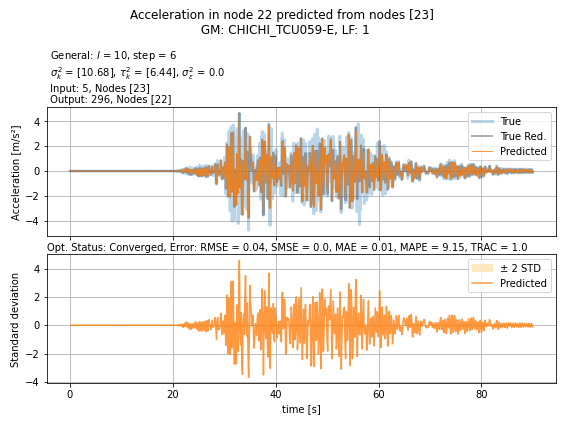 Acceleration in node 22 predicted from nodes [23]
GM: CHICHI_TCU059-E, LF: 1
General: l = 10, step = 6
σ²ₖ = [10.68], τ²ₖ = [6.44], σ²ε = 0.0
Input: 5, Nodes [23]
Output: 296, Nodes [22]
Acceleration [m/s²]
4
2
0
−2
−4
True
True Red.
Predicted
Opt. Status: Converged, Error: RMSE = 0.04, SMSE = 0.0, MAE = 0.01, MAPE = 9.15, TRAC = 1.0
Standard deviation
4
2
0
−2
−4
± 2 STD
Predicted
0 20 40 60 80
time [s]